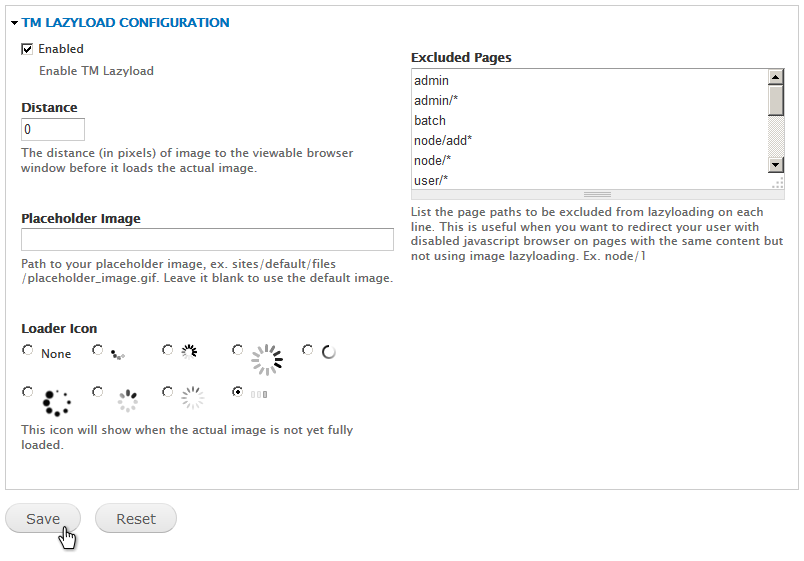 TM LAZYLOAD CONFIGURATION
Enabled
Enable TM Lazyload
Distance
0
The distance (in pixels) of image to the viewable browser
window before it loads the actual image.
Placeholder Image
Path to your placeholder image, ex. sites/default/files
/placeholder_image.gif. Leave it blank to use the default image.
Loader Icon
None
This icon will show when the actual image is not yet fully
loaded.
Excluded Pages
admin
admin/*
batch
node/add*
node/*
user/*
List the page paths to be excluded from lazyloading on each
line. This is useful when you want to redirect your user with
disabled javascript browser on pages with the same content but
not using image lazyloading. Ex. node/1
Save
Reset